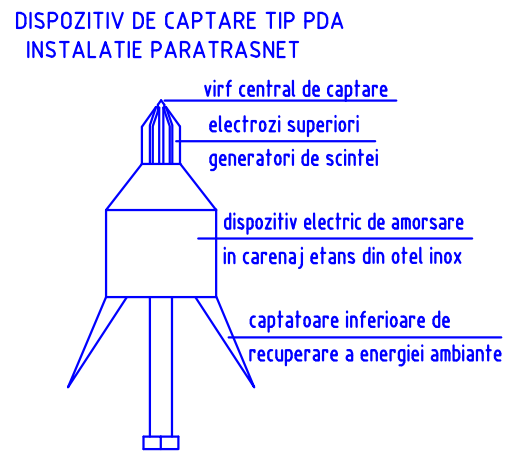 DISPOZITIV DE CAPTARE TIP PDA
INSTALATIE PARATRASNET
virf central de captare
electrozi superiori
generatori de scintei
dispozitiv electric de amorsare
in carenaj etans din otel inox
captatoare inferioare de
recuperare a energiei ambiante